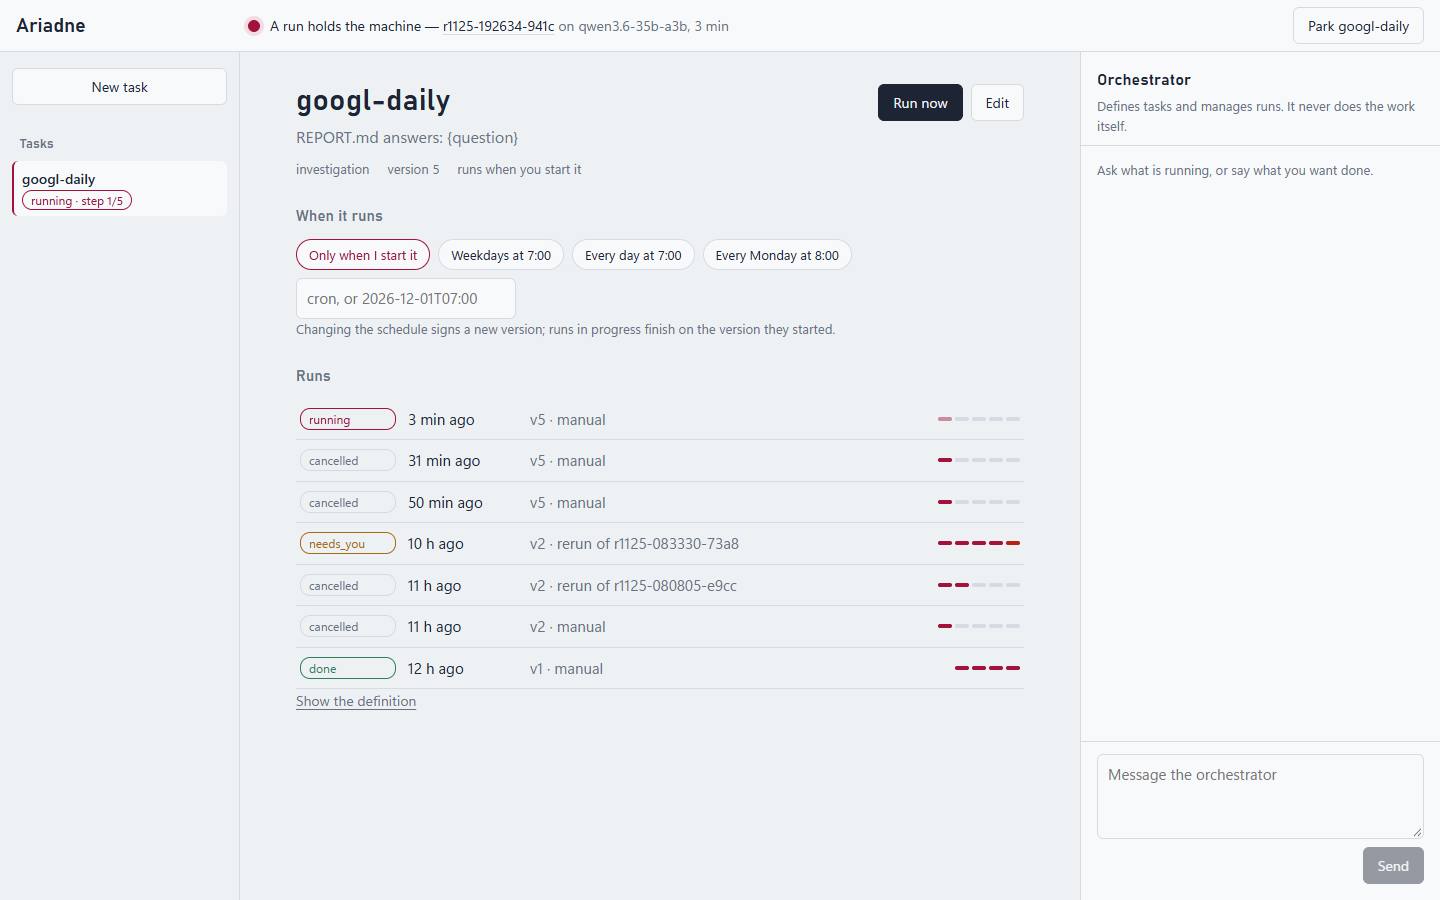 Ariadne
A run holds the machine — r1125-192634-941c on qwen3.6-35b-a3b, 3 min
Park googl-daily
New task
Tasks
googl-daily
running · step 1/5
googl-daily
Run now
Edit
REPORT.md answers: {question}
investigation version 5 runs when you start it
When it runs
Only when I start it
Weekdays at 7:00
Every day at 7:00
Every Monday at 8:00
cron, or 2026-12-01T07:00
Changing the schedule signs a new version; runs in progress finish on the version they started.
Runs
running 3 min ago v5 · manual
cancelled 31 min ago v5 · manual
cancelled 50 min ago v5 · manual
needs_you 10 h ago v2 · rerun of r1125-083330-73a8
cancelled 11 h ago v2 · rerun of r1125-080805-e9cc
cancelled 11 h ago v2 · manual
done 12 h ago v1 · manual
Show the definition
Orchestrator
Defines tasks and manages runs. It never does the work
itself.
Ask what is running, or say what you want done.
Message the orchestrator
Send